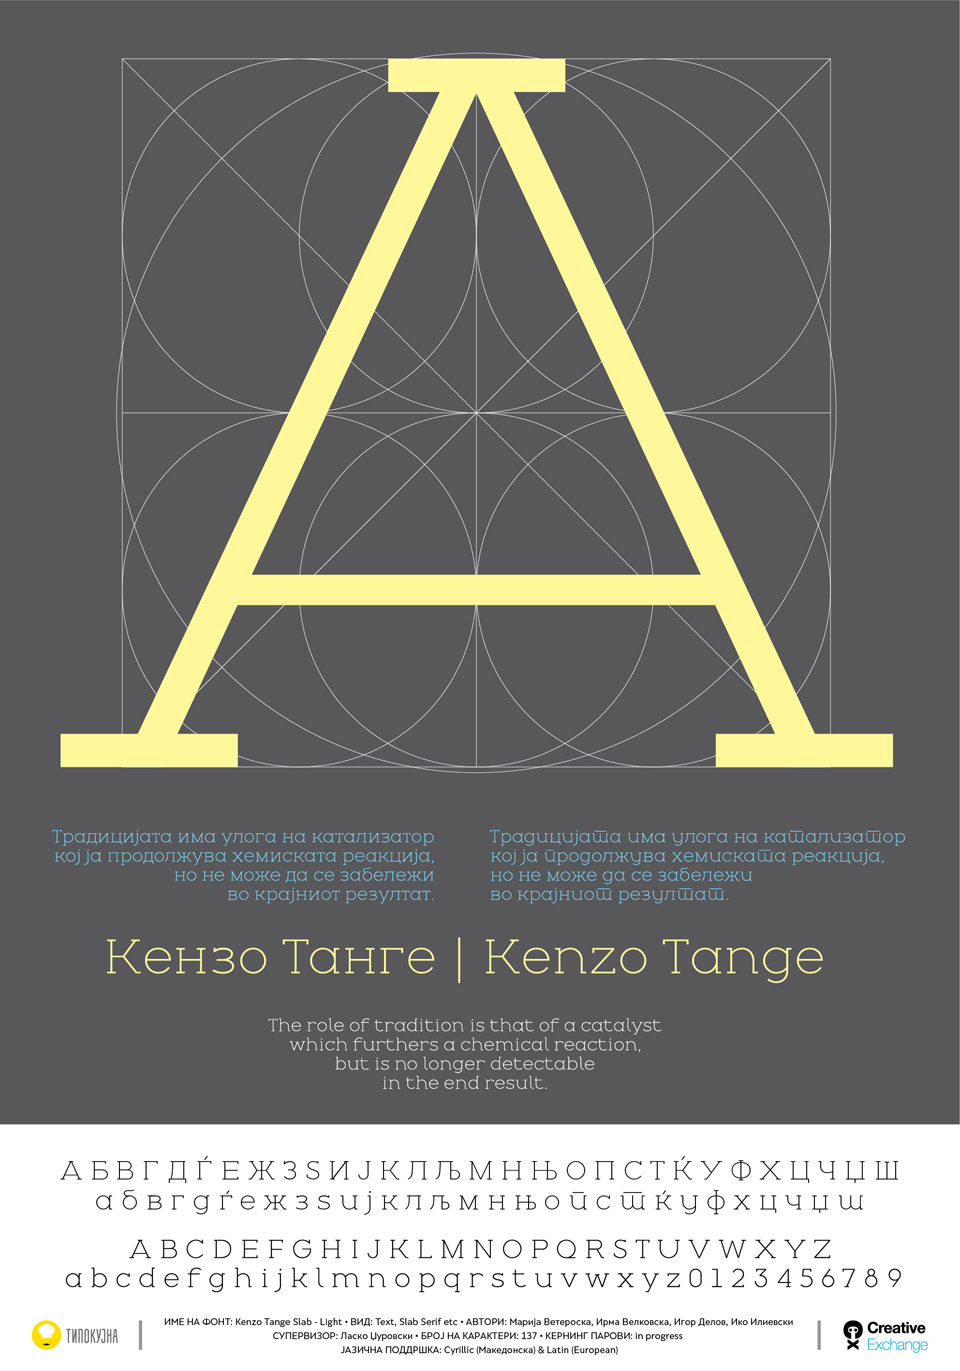 A
Традицијата има улога на катализатор
кој ја продолжува хемиската реакција,
но не може да се забележи
во крајниот резултат.
Традицијата има улога на катализатор
кој ја продолжува хемиската реакција,
но не може да се забележи
во крајниот резултат.
Кензо Танге | Kenzo Tange
The role of tradition is that of a catalyst
which furthers a chemical reaction,
but is no longer detectable
in the end result.
А Б В Г Д Ѓ Е Ж З Ѕ И Ј К Л Љ М Н Њ О П С Т Ќ У Ф Х Ц Ч Џ Ш
а б в г д ѓ е ж з ѕ и ј к л љ м н њ о п с т ќ у ф х ц ч џ ш
A B C D E F G H I J K L M N O P Q R S T U V W X Y Z
a b c d e f g h i j k l m n o p q r s t u v w x y z 0 1 2 3 4 5 6 7 8 9
ТИПОКУЈНА
ИМЕ НА ФОНТ: Kenzo Tange Slab - Light • ВИД: Text, Slab Serif etc • АВТОРИ: Марија Ветероска, Ирма Велковска, Игор Делов, Ико Илиевски
СУПЕРВИЗОР: Ласко Џуровски • БРОЈ НА КАРАКТЕРИ: 137 • КЕРНИНГ ПАРОВИ: in progress
ЈАЗИЧНА ПОДДРШКА: Cyrillic (Македонска) & Latin (European)
Creative
Exchange